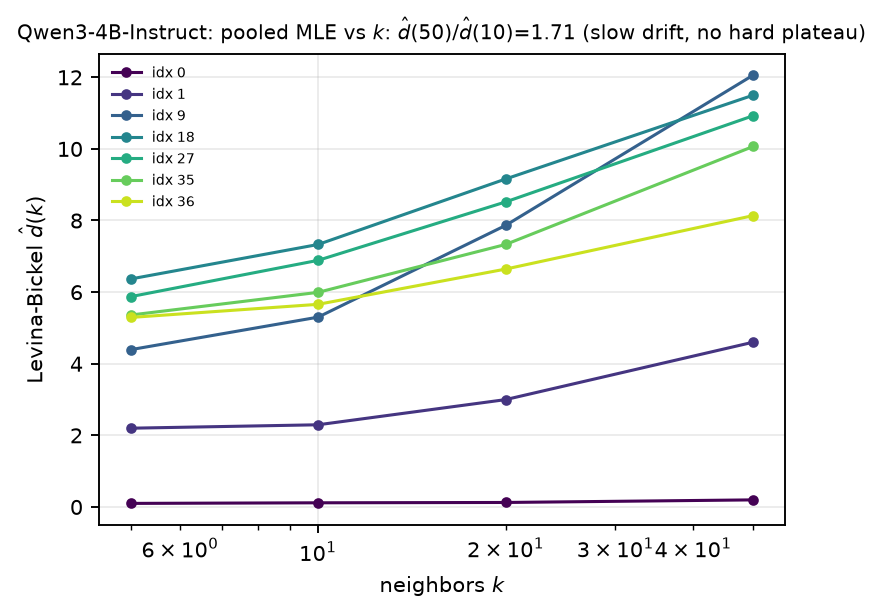 Qwen3-4B-Instruct: pooled MLE vs k: d̂(50)/d̂(10)=1.71 (slow drift, no hard plateau)
12
10
8
6
4
2
0
Levina-Bickel d̂(k)
idx 0
idx 1
idx 9
idx 18
idx 27
idx 35
idx 36
6 × 10⁰
10¹
2 × 10¹
3 × 10¹
4 × 10¹
neighbors k